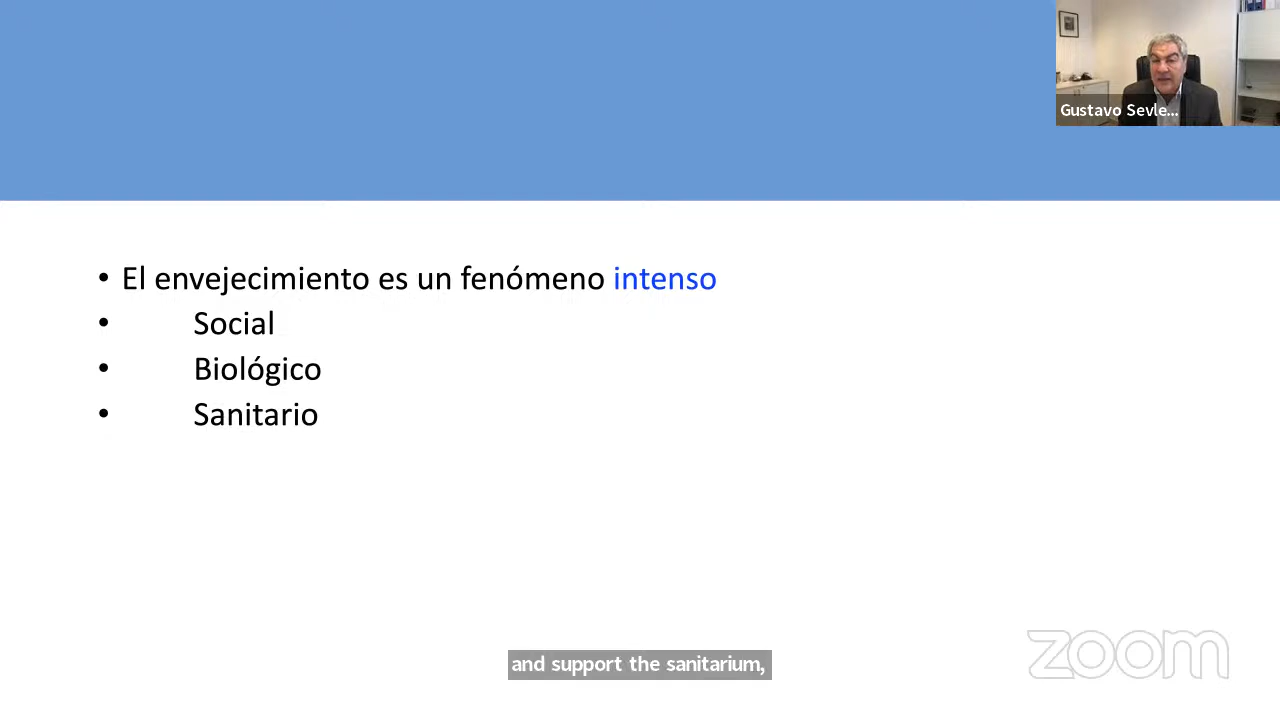 Gustavo Sevle...
• El envejecimiento es un fenómeno intenso
• Social
• Biológico
• Sanitario
and support the sanitarium,
zoom